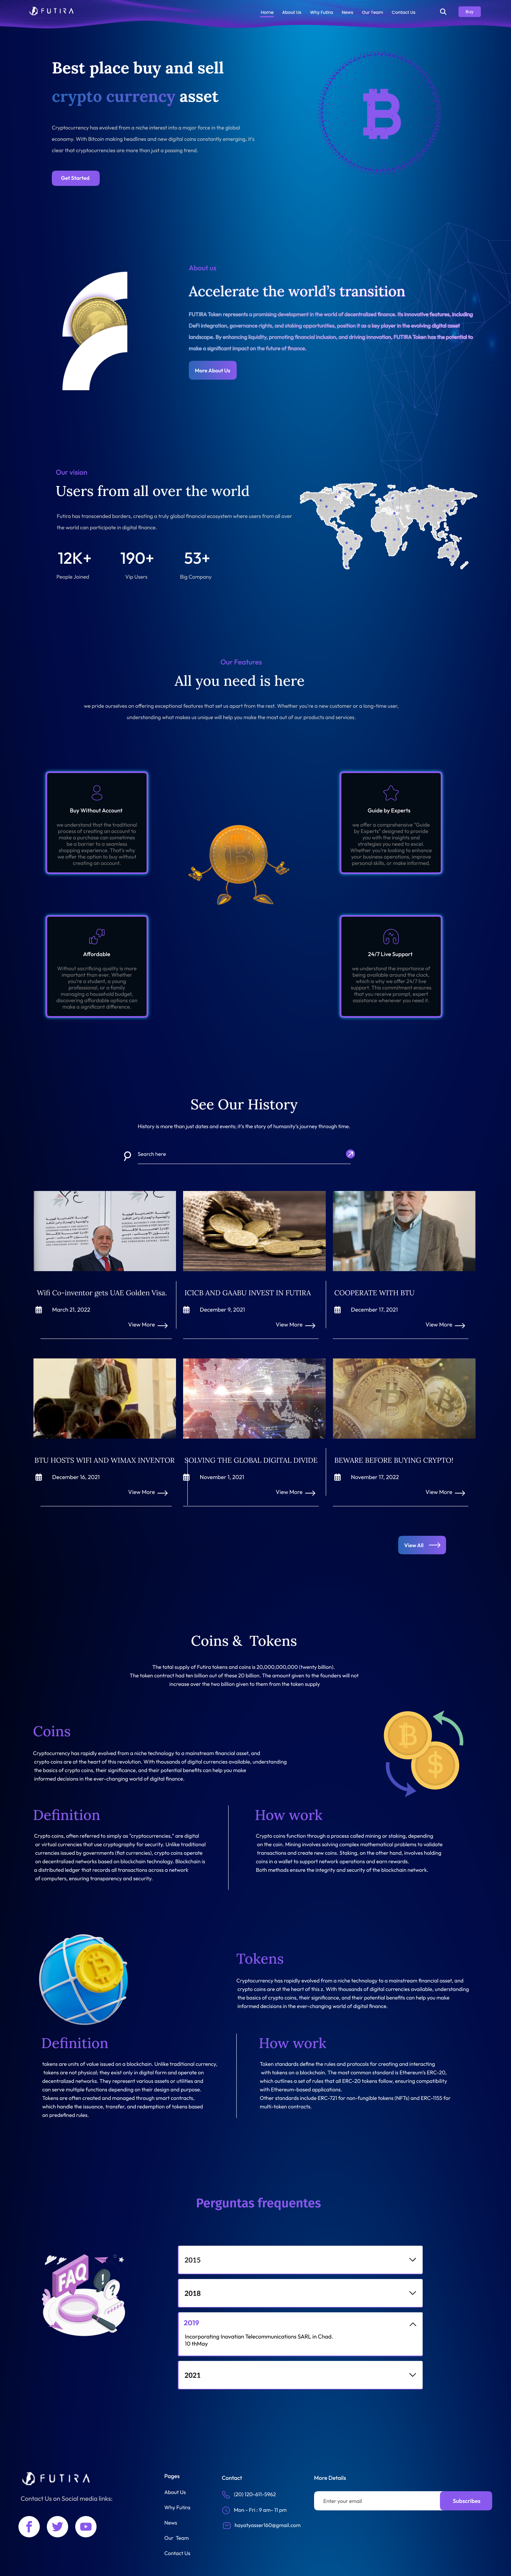 FUTIRA
Home About Us Why Futira News Our Team Contact Us Buy
Best place buy and sell
crypto currency asset
Cryptocurrency has evolved from a niche interest into a major force in the global
economy. With Bitcoin making headlines and new digital coins constantly emerging, it's
clear that cryptocurrencies are more than just a passing trend.
Get Started
About us
Accelerate the world's transition
FUTIRA Token represents a promising development in the world of decentralized finance. Its innovative features, including
DeFi integration, governance rights, and staking opportunities, position it as a key player in the evolving digital asset
landscape. By enhancing liquidity, promoting financial inclusion, and driving innovation, FUTIRA Token has the potential to
make a significant impact on the future of finance.
More About Us
Our vision
Users from all over the world
Futira has transcended borders, creating a truly global financial ecosystem where users from all over
the world can participate in digital finance.
12K+ 190+ 53+
People Joined Vip Users Big Company
Our Features
All you need is here
we pride ourselves on offering exceptional features that set us apart from the rest. Whether you're a new customer or a long-time user,
understanding what makes us unique will help you make the most out of our products and services.
Buy Without Account
we understand that the traditional
process of creating an account to
make a purchase can sometimes
be a barrier to a seamless
shopping experience. That's why
we offer the option to buy without
creating an account.
Guide by Experts
we offer a comprehensive "Guide
by Experts" designed to provide
you with the insights and
strategies you need to excel.
Whether you're looking to enhance
your business operations, improve
personal skills, or make informed.
Affordable
Without sacrificing quality is more
important than ever. Whether
you're a student, a young
professional, or a family
managing a household budget,
discovering affordable options can
make a significant difference.
24/7 Live Support
we understand the importance of
being available around the clock,
which is why we offer 24/7 live
support. This commitment ensures
that you receive prompt, expert
assistance whenever you need it.
See Our History
History is more than just dates and events; it's the story of humanity's journey through time.
Search here
Wifi Co-inventor gets UAE Golden Visa.
March 21, 2022
View More
ICICB AND GAABU INVEST IN FUTIRA
December 9, 2021
View More
COOPERATE WITH BTU
December 17, 2021
View More
BTU HOSTS WIFI AND WIMAX INVENTOR
December 16, 2021
View More
SOLVING THE GLOBAL DIGITAL DIVIDE
November 1, 2021
View More
BEWARE BEFORE BUYING CRYPTO!
November 17, 2022
View More
View All
Coins & Tokens
The total supply of Futira tokens and coins is 20,000,000,000 (twenty billion).
The token contract had ten billion out of these 20 billion. The amount given to the founders will not
increase over the two billion given to them from the token supply
Coins
Cryptocurrency has rapidly evolved from a niche technology to a mainstream financial asset, and
crypto coins are at the heart of this revolution. With thousands of digital currencies available, understanding
the basics of crypto coins, their significance, and their potential benefits can help you make
informed decisions in the ever-changing world of digital finance.
Definition
Crypto coins, often referred to simply as "cryptocurrencies," are digital
or virtual currencies that use cryptography for security. Unlike traditional
currencies issued by governments (fiat currencies), crypto coins operate
on decentralized networks based on blockchain technology. Blockchain is
a distributed ledger that records all transactions across a network
of computers, ensuring transparency and security.
How work
Crypto coins function through a process called mining or staking, depending
on the coin. Mining involves solving complex mathematical problems to validate
transactions and create new coins. Staking, on the other hand, involves holding
coins in a wallet to support network operations and earn rewards.
Both methods ensure the integrity and security of the blockchain network.
Tokens
Cryptocurrency has rapidly evolved from a niche technology to a mainstream financial asset, and
crypto coins are at the heart of this r. With thousands of digital currencies available, understanding
the basics of crypto coins, their significance, and their potential benefits can help you make
informed decisions in the ever-changing world of digital finance.
Definition
tokens are units of value issued on a blockchain. Unlike traditional currency,
tokens are not physical; they exist only in digital form and operate on
decentralized networks. They represent various assets or utilities and
can serve multiple functions depending on their design and purpose.
Tokens are often created and managed through smart contracts,
which handle the issuance, transfer, and redemption of tokens based
on predefined rules.
How work
Token standards define the rules and protocols for creating and interacting
with tokens on a blockchain. The most common standard is Ethereum's ERC-20,
which outlines a set of rules that all ERC-20 tokens follow, ensuring compatibility
with Ethereum-based applications.
Other standards include ERC-721 for non-fungible tokens (NFTs) and ERC-1155 for
multi-token contracts.
Perguntas frequentes
FAQ
2015
2018
2019
Incorporating Inovatian Telecommunications SARL in Chad.
10 thMay
2021
FUTIRA
Contact Us on Social media links:
Pages
About Us
Why Futira
News
Our Team
Contact Us
Contact
(20) 120-611-5962
Mon - Fri : 9 am- 11 pm
hayatyasser160@gmail.com
More Details
Enter your email Subscribes